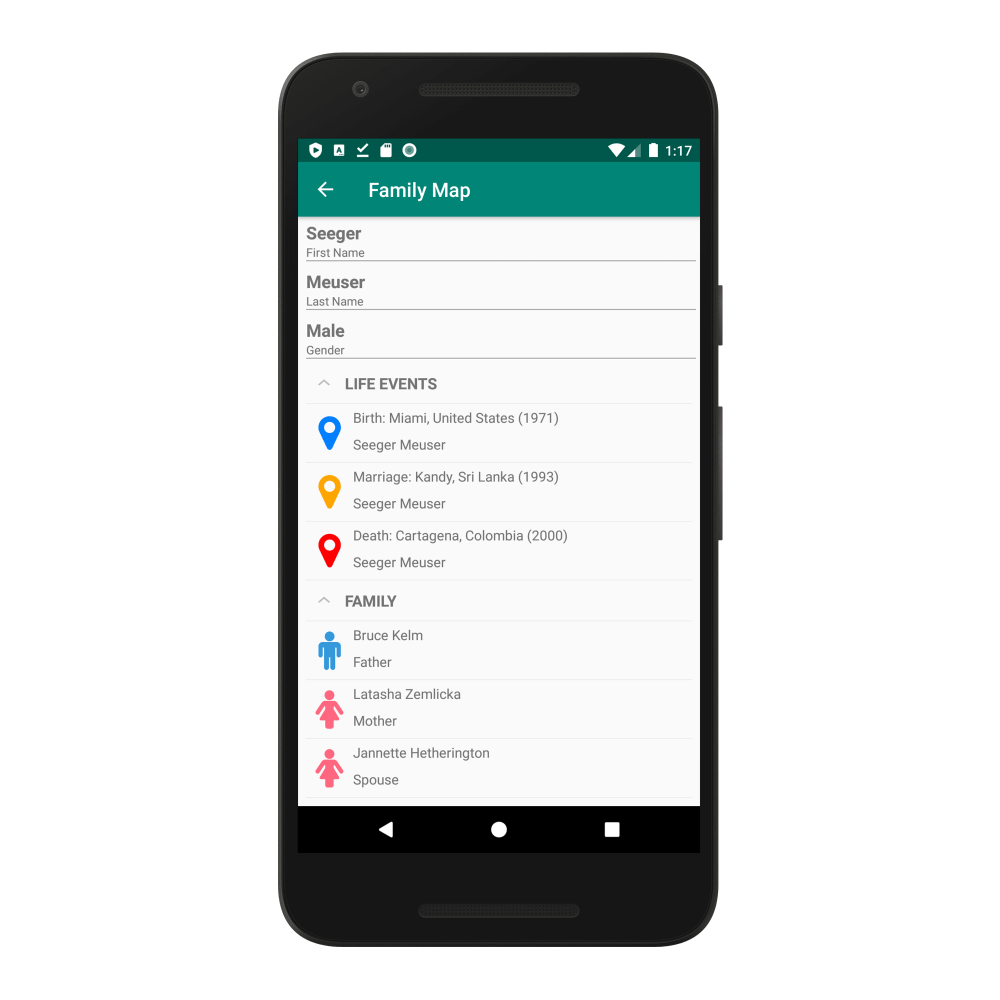 1:17
Family Map
Seeger
First Name
Meuser
Last Name
Male
Gender
LIFE EVENTS
Birth: Miami, United States (1971)
Seeger Meuser
Marriage: Kandy, Sri Lanka (1993)
Seeger Meuser
Death: Cartagena, Colombia (2000)
Seeger Meuser
FAMILY
Bruce Kelm
Father
Latasha Zemlicka
Mother
Jannette Hetherington
Spouse